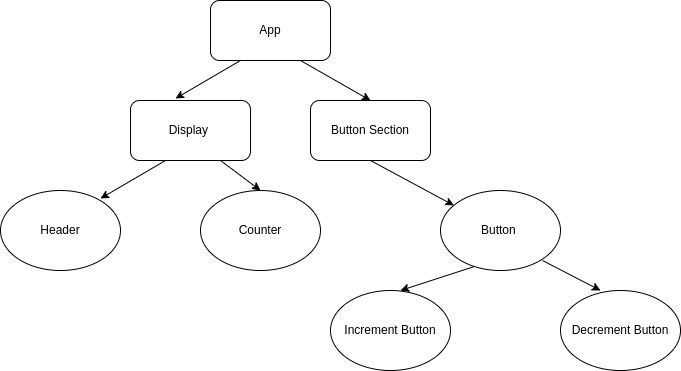 App
Display
Button Section
Header
Counter
Button
Increment Button
Decrement Button